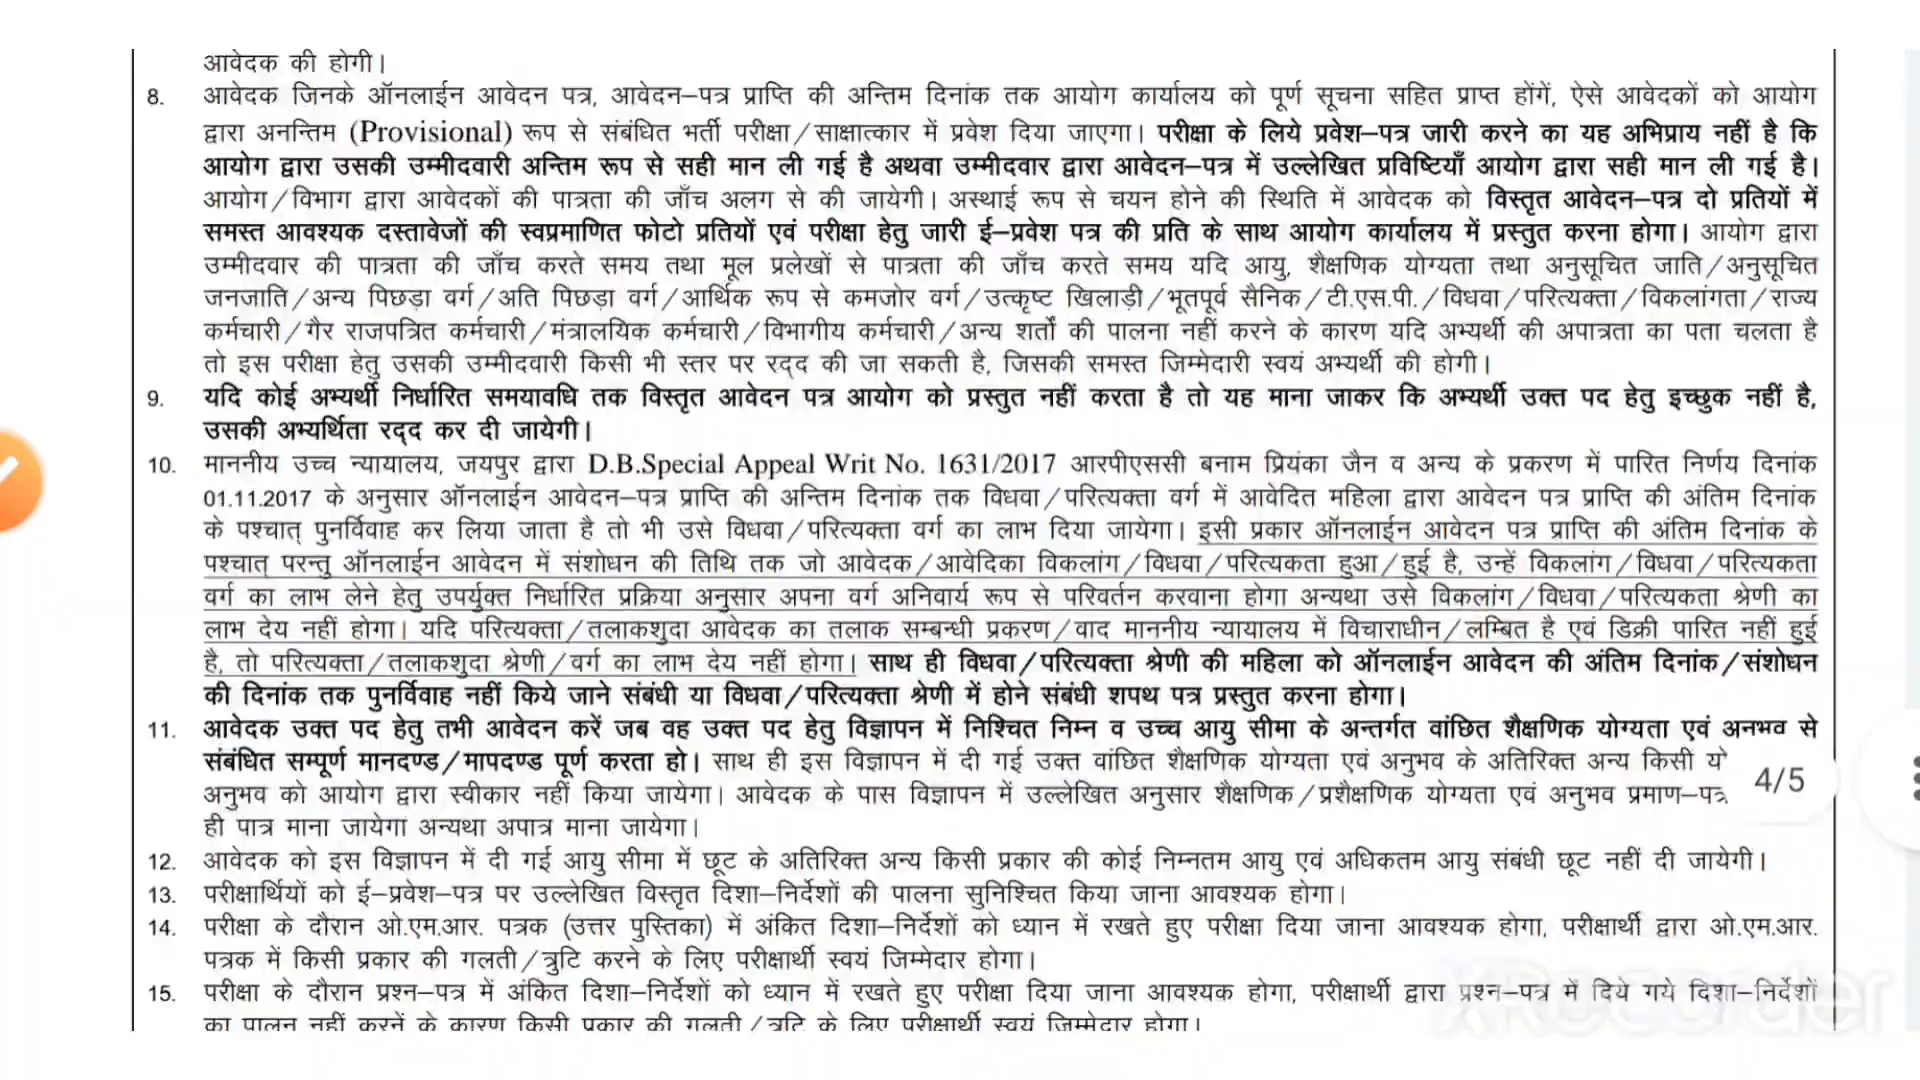 आवेदक की होगी।
8. आवेदक जिनके ऑनलाईन आवेदन पत्र, आवेदन–पत्र प्राप्ति की अन्तिम दिनांक तक आयोग कार्यालय को पूर्ण सूचना सहित प्राप्त होंगें, ऐसे आवेदकों को आयोग
द्वारा अनन्तिम (Provisional) रूप से संबंधित भर्ती परीक्षा/साक्षात्कार में प्रवेश दिया जाएगा। परीक्षा के लिये प्रवेश–पत्र जारी करने का यह अभिप्राय नहीं है कि
आयोग द्वारा उसकी उम्मीदवारी अन्तिम रूप से सही मान ली गई है अथवा उम्मीदवार द्वारा आवेदन–पत्र में उल्लेखित प्रविष्टियाँ आयोग द्वारा सही मान ली गई है।
आयोग/विभाग द्वारा आवेदकों की पात्रता की जाँच अलग से की जायेगी। अस्थाई रूप से चयन होने की स्थिति में आवेदक को विस्तृत आवेदन–पत्र दो प्रतियों में
समस्त आवश्यक दस्तावेजों की स्वप्रमाणित फोटो प्रतियों एवं परीक्षा हेतु जारी ई–प्रवेश पत्र की प्रति के साथ आयोग कार्यालय में प्रस्तुत करना होगा। आयोग द्वारा
उम्मीदवार की पात्रता की जाँच करते समय तथा मूल प्रलेखों से पात्रता की जाँच करते समय यदि आयु, शैक्षणिक योग्यता तथा अनुसूचित जाति/अनुसूचित
जनजाति/अन्य पिछड़ा वर्ग/अति पिछड़ा वर्ग/आर्थिक रूप से कमजोर वर्ग/उत्कृष्ट खिलाड़ी/भूतपूर्व सैनिक/टी.एस.पी./विधवा/परित्यक्ता/विकलांगता/राज्य
कर्मचारी/गैर राजपत्रित कर्मचारी/मंत्रालयिक कर्मचारी/विभागीय कर्मचारी/अन्य शर्तों की पालना नहीं करने के कारण यदि अभ्यर्थी की अपात्रता का पता चलता है
तो इस परीक्षा हेतु उसकी उम्मीदवारी किसी भी स्तर पर रद्द की जा सकती है, जिसकी समस्त जिम्मेदारी स्वयं अभ्यर्थी की होगी।
9. यदि कोई अभ्यर्थी निर्धारित समयावधि तक विस्तृत आवेदन पत्र आयोग को प्रस्तुत नहीं करता है तो यह माना जाकर कि अभ्यर्थी उक्त पद हेतु इच्छुक नहीं है,
उसकी अभ्यर्थिता रद्द कर दी जायेगी।
10. माननीय उच्च न्यायालय, जयपुर द्वारा D.B.Special Appeal Writ No. 1631/2017 आरपीएससी बनाम प्रियंका जैन व अन्य के प्रकरण में पारित निर्णय दिनांक
01.11.2017 के अनुसार ऑनलाईन आवेदन–पत्र प्राप्ति की अन्तिम दिनांक तक विधवा/परित्यक्ता वर्ग में आवेदित महिला द्वारा आवेदन पत्र प्राप्ति की अंतिम दिनांक
के पश्चात् पुनर्विवाह कर लिया जाता है तो भी उसे विधवा/परित्यक्ता वर्ग का लाभ दिया जायेगा। इसी प्रकार ऑनलाईन आवेदन पत्र प्राप्ति की अंतिम दिनांक के
पश्चात् परन्तु ऑनलाईन आवेदन में संशोधन की तिथि तक जो आवेदक/आवेदिका विकलांग/विधवा/परित्यकता हुआ/हुई है, उन्हें विकलांग/विधवा/परित्यकता
वर्ग का लाभ लेने हेतु उपर्युक्त निर्धारित प्रक्रिया अनुसार अपना वर्ग अनिवार्य रूप से परिवर्तन करवाना होगा अन्यथा उसे विकलांग/विधवा/परित्यकता श्रेणी का
लाभ देय नहीं होगा। यदि परित्यक्ता/तलाकशुदा आवेदक का तलाक सम्बन्धी प्रकरण/वाद माननीय न्यायालय में विचाराधीन/लम्बित है एवं डिक्री पारित नहीं हुई
है, तो परित्यक्ता/तलाकशुदा श्रेणी/वर्ग का लाभ देय नहीं होगा। साथ ही विधवा/परित्यक्ता श्रेणी की महिला को ऑनलाईन आवेदन की अंतिम दिनांक/संशोधन
की दिनांक तक पुनर्विवाह नहीं किये जाने संबंधी या विधवा/परित्यक्ता श्रेणी में होने संबंधी शपथ पत्र प्रस्तुत करना होगा।
11. आवेदक उक्त पद हेतु तभी आवेदन करें जब वह उक्त पद हेतु विज्ञापन में निश्चित निम्न व उच्च आयु सीमा के अन्तर्गत वांछित शैक्षणिक योग्यता एवं अनुभव से
संबंधित सम्पूर्ण मानदण्ड/मापदण्ड पूर्ण करता हो। साथ ही इस विज्ञापन में दी गई उक्त वांछित शैक्षणिक योग्यता एवं अनुभव के अतिरिक्त अन्य किसी
4/5
अनुभव को आयोग द्वारा स्वीकार नहीं किया जायेगा। आवेदक के पास विज्ञापन में उल्लेखित अनुसार शैक्षणिक/प्रशैक्षणिक योग्यता एवं अनुभव प्रमाण–पत्र
ही पात्र माना जायेगा अन्यथा अपात्र माना जायेगा।
12. आवेदक को इस विज्ञापन में दी गई आयु सीमा में छूट के अतिरिक्त अन्य किसी प्रकार की कोई निम्नतम आयु एवं अधिकतम आयु संबंधी छूट नहीं दी जायेगी।
13. परीक्षार्थियों को ई–प्रवेश–पत्र पर उल्लेखित विस्तृत दिशा–निर्देशों की पालना सुनिश्चित किया जाना आवश्यक होगा।
14. परीक्षा के दौरान ओ.एम.आर. पत्रक (उत्तर पुस्तिका) में अंकित दिशा–निर्देशों को ध्यान में रखते हुए परीक्षा दिया जाना आवश्यक होगा, परीक्षार्थी द्वारा ओ.एम.आर.
पत्रक में किसी प्रकार की गलती/त्रुटि करने के लिए परीक्षार्थी स्वयं जिम्मेदार होगा।
15. परीक्षा के दौरान प्रश्न–पत्र में अंकित दिशा–निर्देशों को ध्यान में रखते हुए परीक्षा दिया जाना आवश्यक होगा, परीक्षार्थी द्वारा प्रश्न–पत्र में दिये गये दिशा–निर्देशों
का पालन नहीं करनें के कारण किसी प्रकार की गलती/त्रुटि के लिए परीक्षार्थी स्वयं जिम्मेदार होगा।
XRecorder